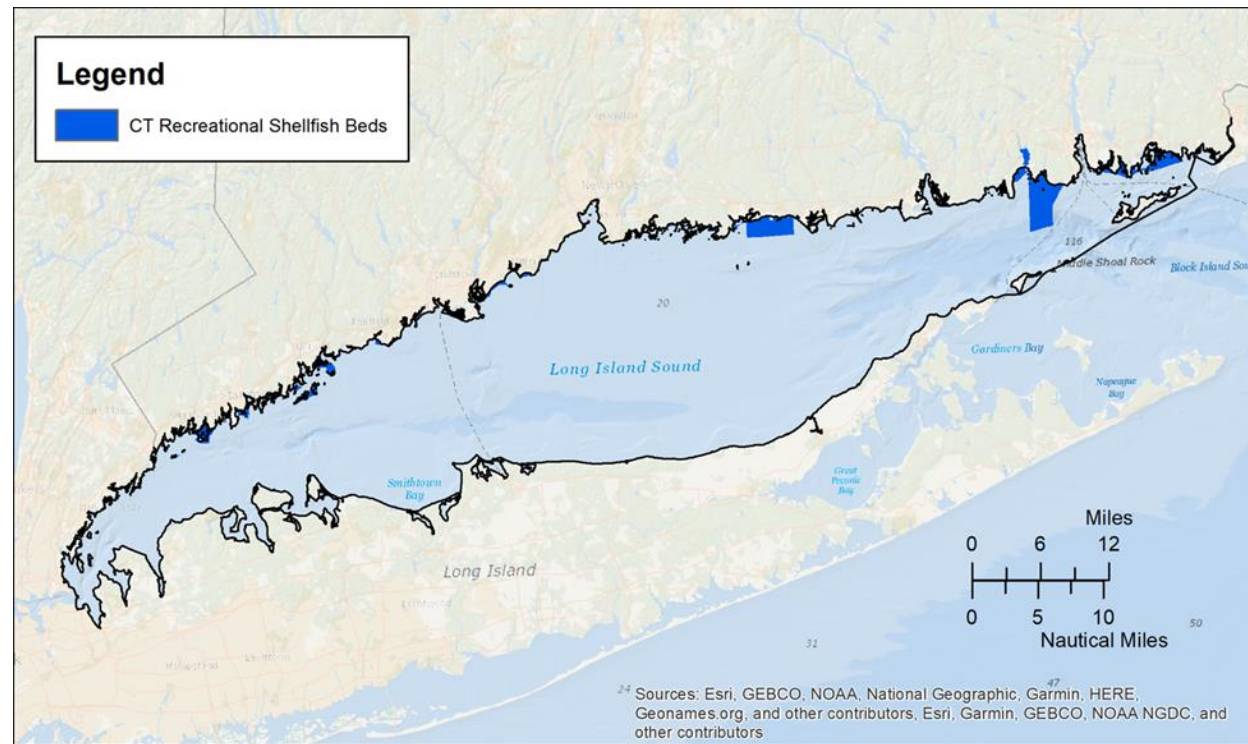 Legend
CT Recreational Shellfish Beds
116
Middle Shoal Rock
Block Island Sou
20
Long Island Sound
Gardiners Bay
Napeague
Bay
Great
Peconic
Bay
Smithtown
Bay
Long Island
Miles
0 6 12
0 5 10
Nautical Miles
50
31
47
24
Sources: Esri, GEBCO, NOAA, National Geographic, Garmin, HERE,
Geonames.org, and other contributors, Esri, Garmin, GEBCO, NOAA NGDC, and
other contributors